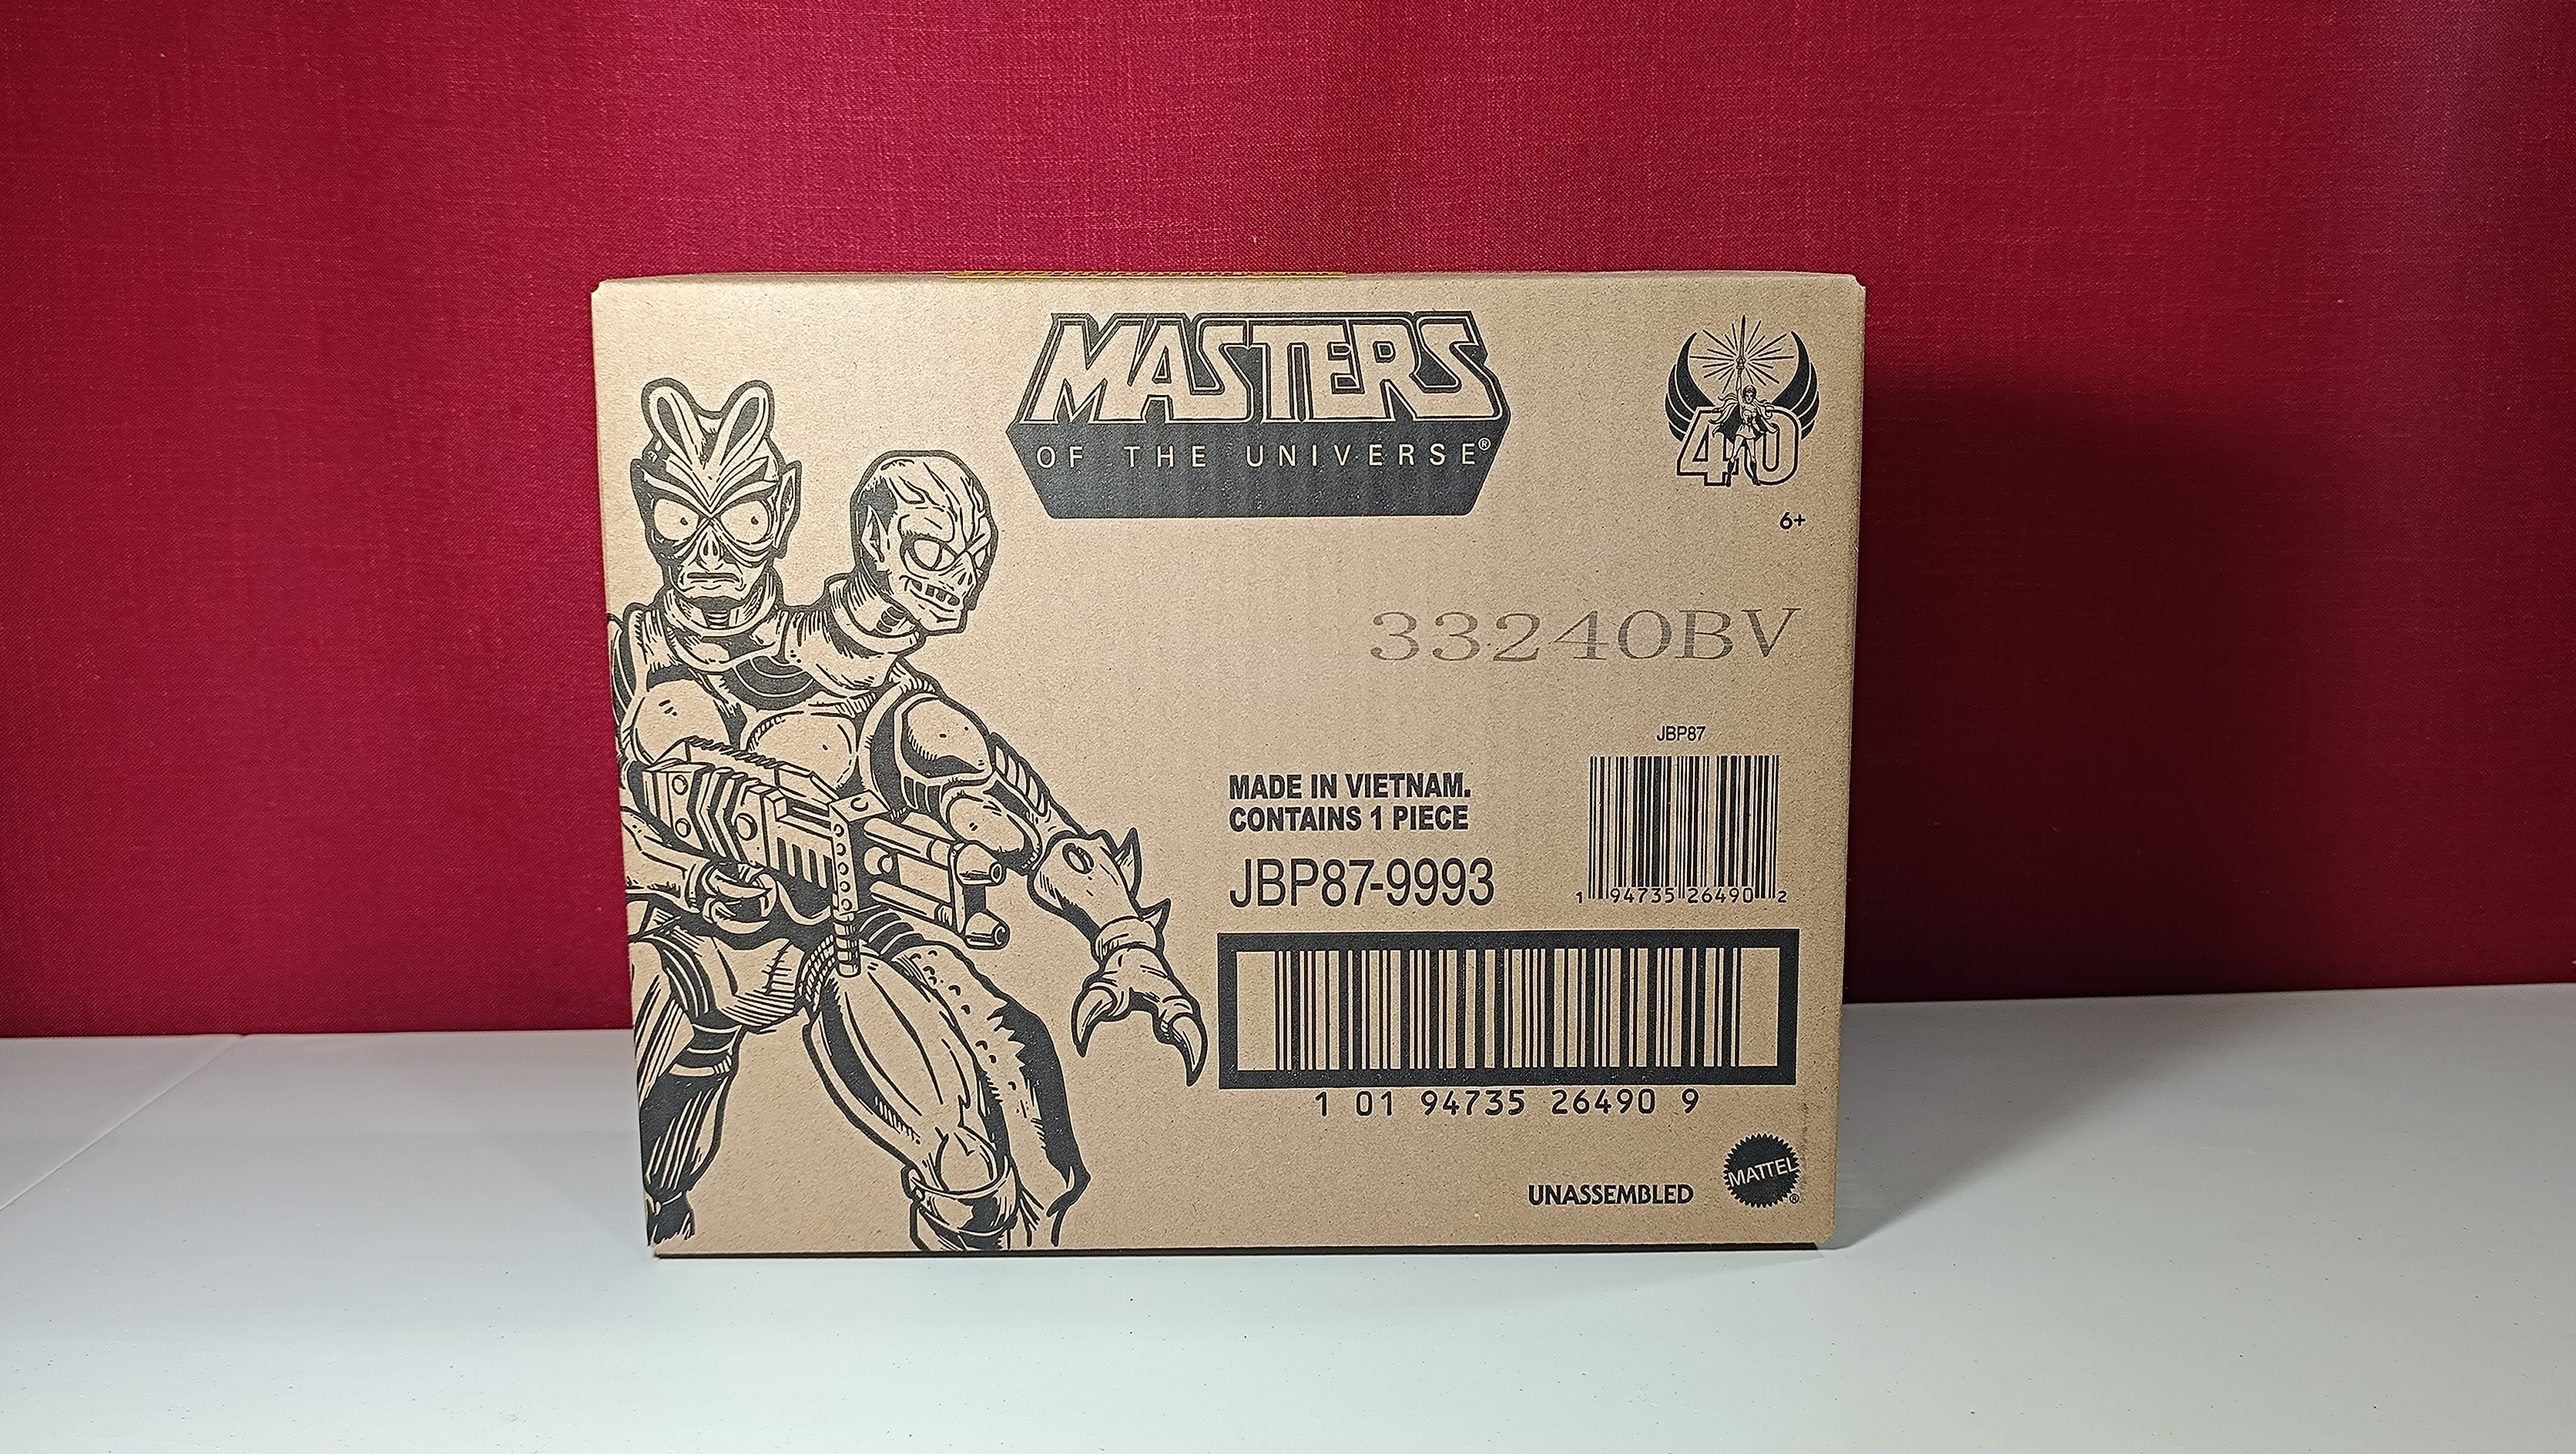 MASTERS
OF THE UNIVERSE®
40
6+
33240BV
JBP87
MADE IN VIETNAM.
CONTAINS 1 PIECE
JBP87-9993
1 94735 26490 2
1 01 94735 26490 9
UNASSEMBLED
MATTEL®